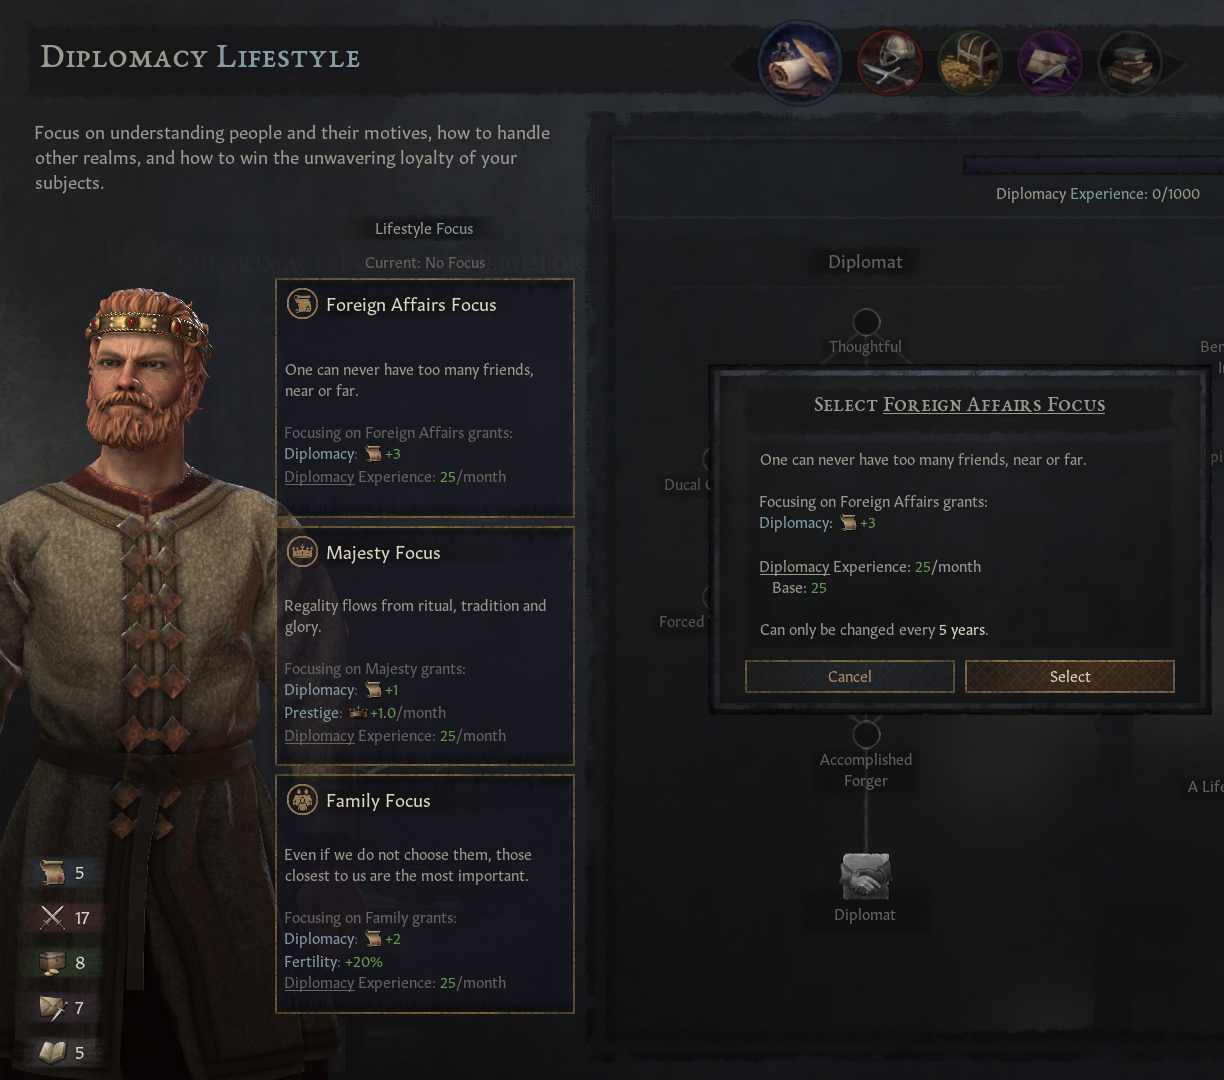 Diplomacy Lifestyle
Focus on understanding people and their motives, how to handle
other realms, and how to win the unwavering loyalty of your
subjects.
Lifestyle Focus
Current: No Focus
Foreign Affairs Focus
One can never have too many friends,
near or far.
Focusing on Foreign Affairs grants:
Diplomacy: +3
Diplomacy Experience: 25/month
Majesty Focus
Regality flows from ritual, tradition and
glory.
Focusing on Majesty grants:
Diplomacy: +1
Prestige: +1.0/month
Diplomacy Experience: 25/month
Family Focus
Even if we do not choose them, those
closest to us are the most important.
Focusing on Family grants:
Diplomacy: +2
Fertility: +20%
Diplomacy Experience: 25/month
5
17
8
7
5
Diplomacy Experience: 0/1000
Diplomat
Thoughtful
Ducal
Forced
Select Foreign Affairs Focus
One can never have too many friends, near or far.
Focusing on Foreign Affairs grants:
Diplomacy: +3
Diplomacy Experience: 25/month
Base: 25
Can only be changed every 5 years.
Cancel
Select
Accomplished
Forger
A Life
Diplomat